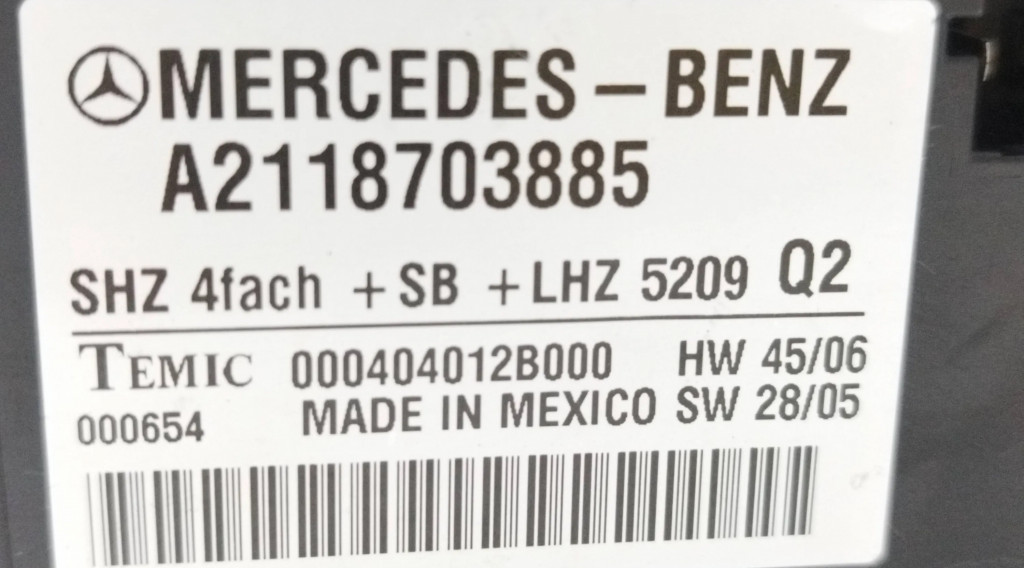 MERCEDES-BENZ
A2118703885
SHZ 4fach + SB + LHZ 5209 Q2
TEMIC 000404012B000 HW 45/06
000654 MADE IN MEXICO SW 28/05